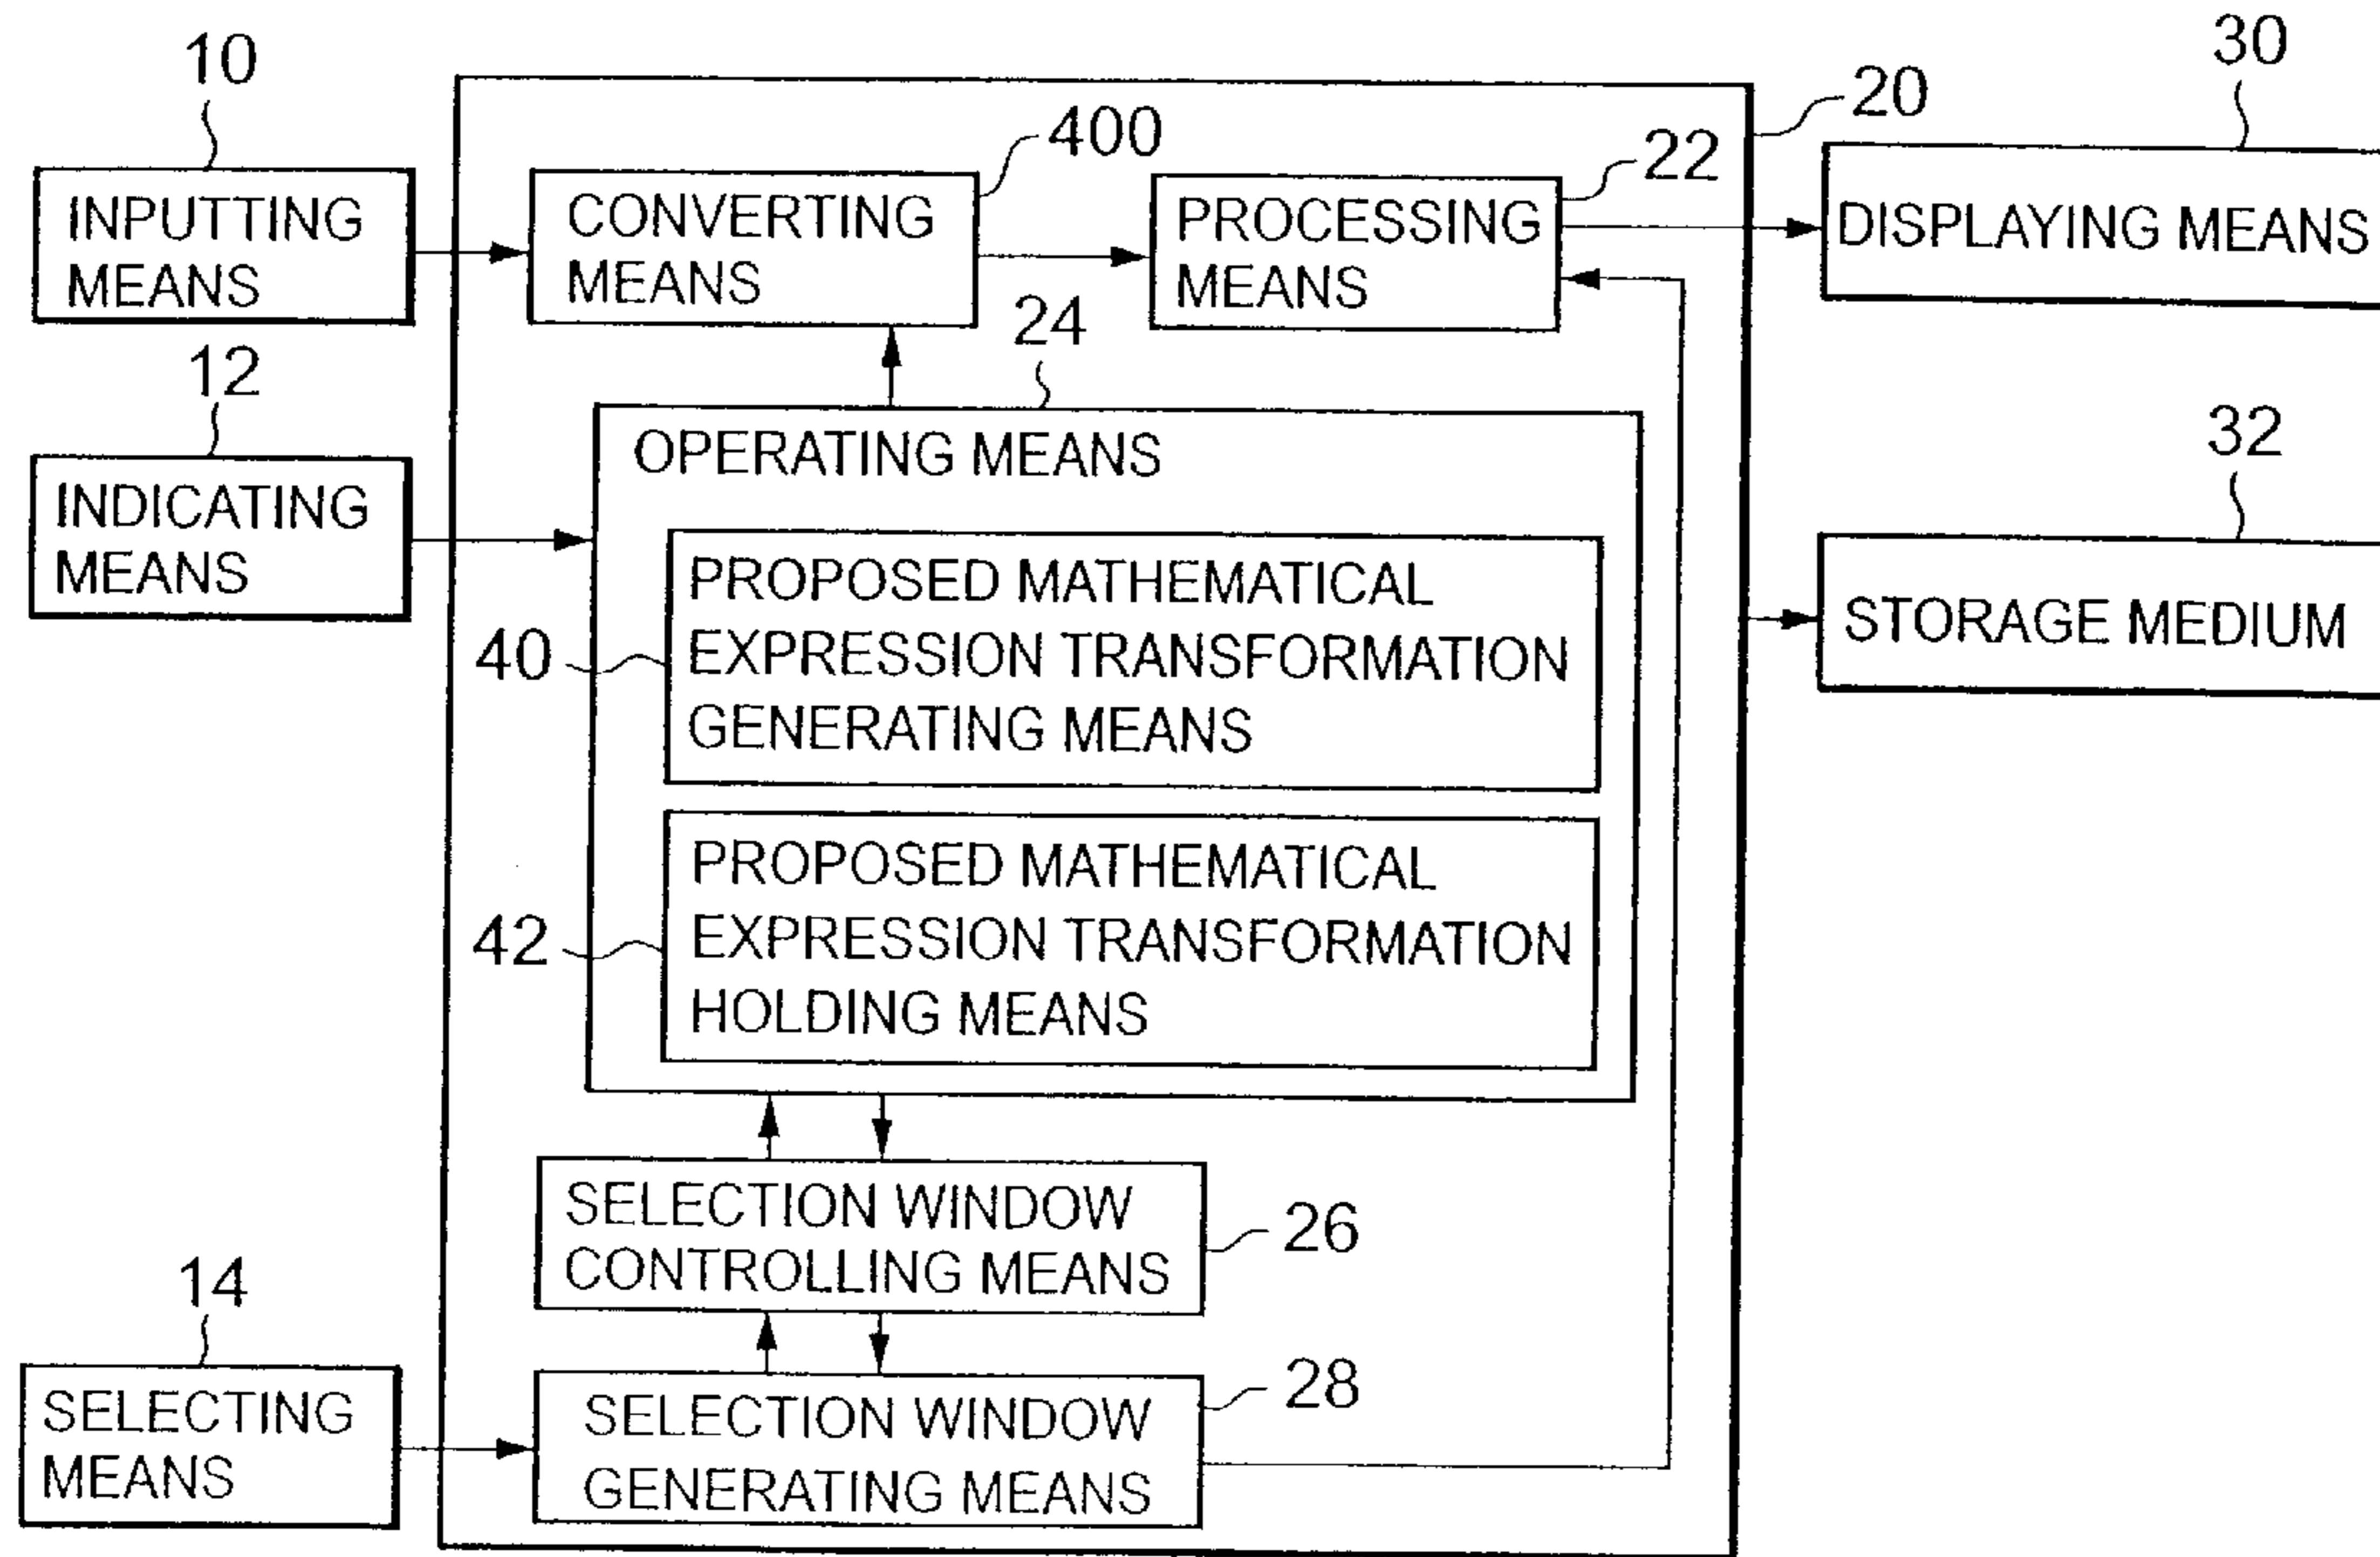 10
30
20
400
22
INPUTTING
MEANS
CONVERTING
MEANS
PROCESSING
MEANS
DISPLAYING MEANS
24
12
32
OPERATING MEANS
INDICATING
MEANS
PROPOSED MATHEMATICAL
EXPRESSION TRANSFORMATION
GENERATING MEANS
40
STORAGE MEDIUM
PROPOSED MATHEMATICAL
EXPRESSION TRANSFORMATION
HOLDING MEANS
42
SELECTION WINDOW
CONTROLLING MEANS
26
14
28
SELECTING
MEANS
SELECTION WINDOW
GENERATING MEANS